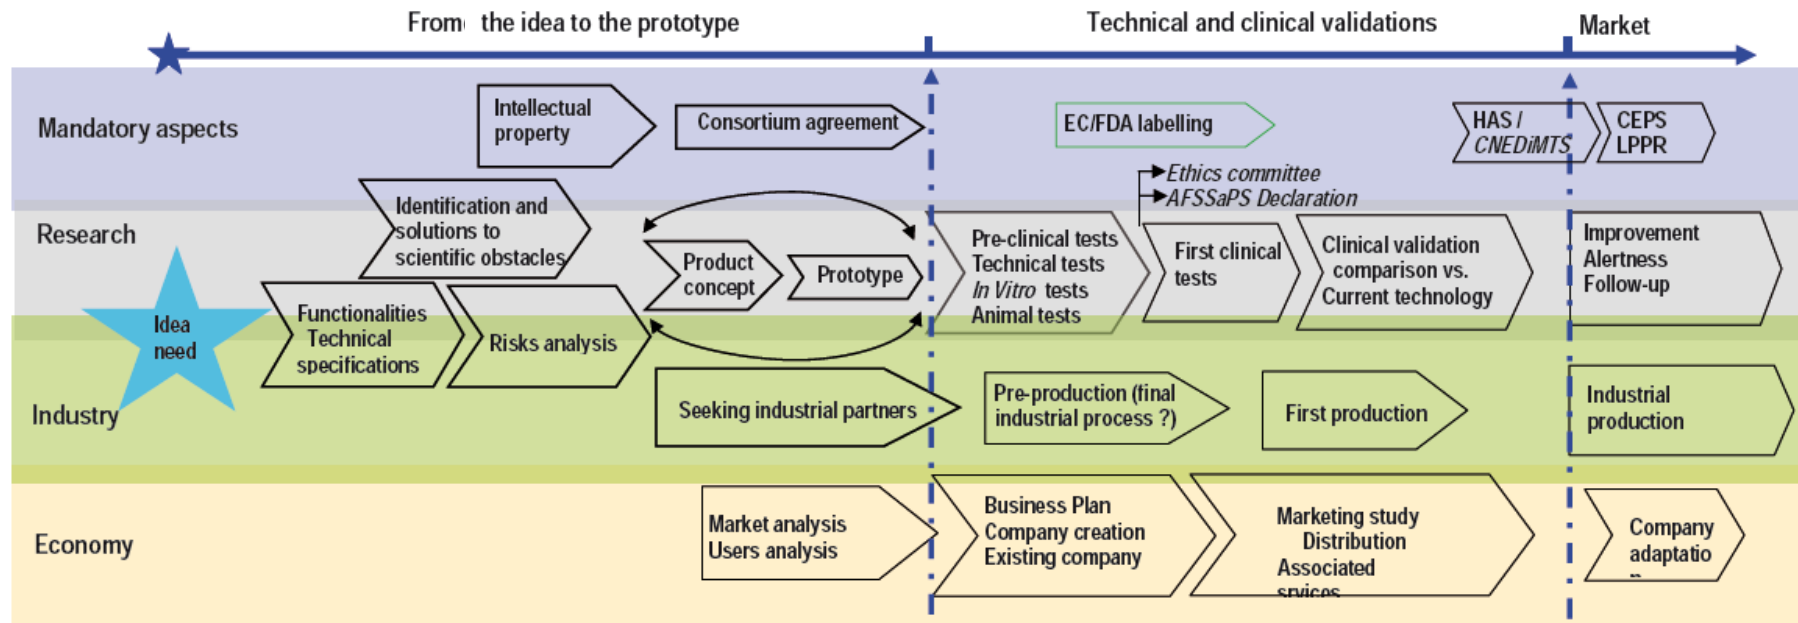 From the idea to the prototype
Technical and clinical validations
Market
Mandatory aspects
Intellectual
property
Consortium agreement
EC/FDA labelling
HAS /
CNEDiMTS
CEPS
LPPR
Ethics committee
AFSSaPS Declaration
Research
Identification and
solutions to
scientific obstacles
Product
concept
Prototype
Pre-clinical tests
Technical tests
In Vitro tests
Animal tests
First clinical
tests
Clinical validation
comparison vs.
Current technology
Improvement
Alertness
Follow-up
Idea
need
Functionalities
Technical
specifications
Risks analysis
Industry
Seeking industrial partners
Pre-production (final
industrial process ?)
First production
Industrial
production
Economy
Market analysis
Users analysis
Business Plan
Company creation
Existing company
Marketing study
Distribution
Associated
srvices
Company
adaptatio
n